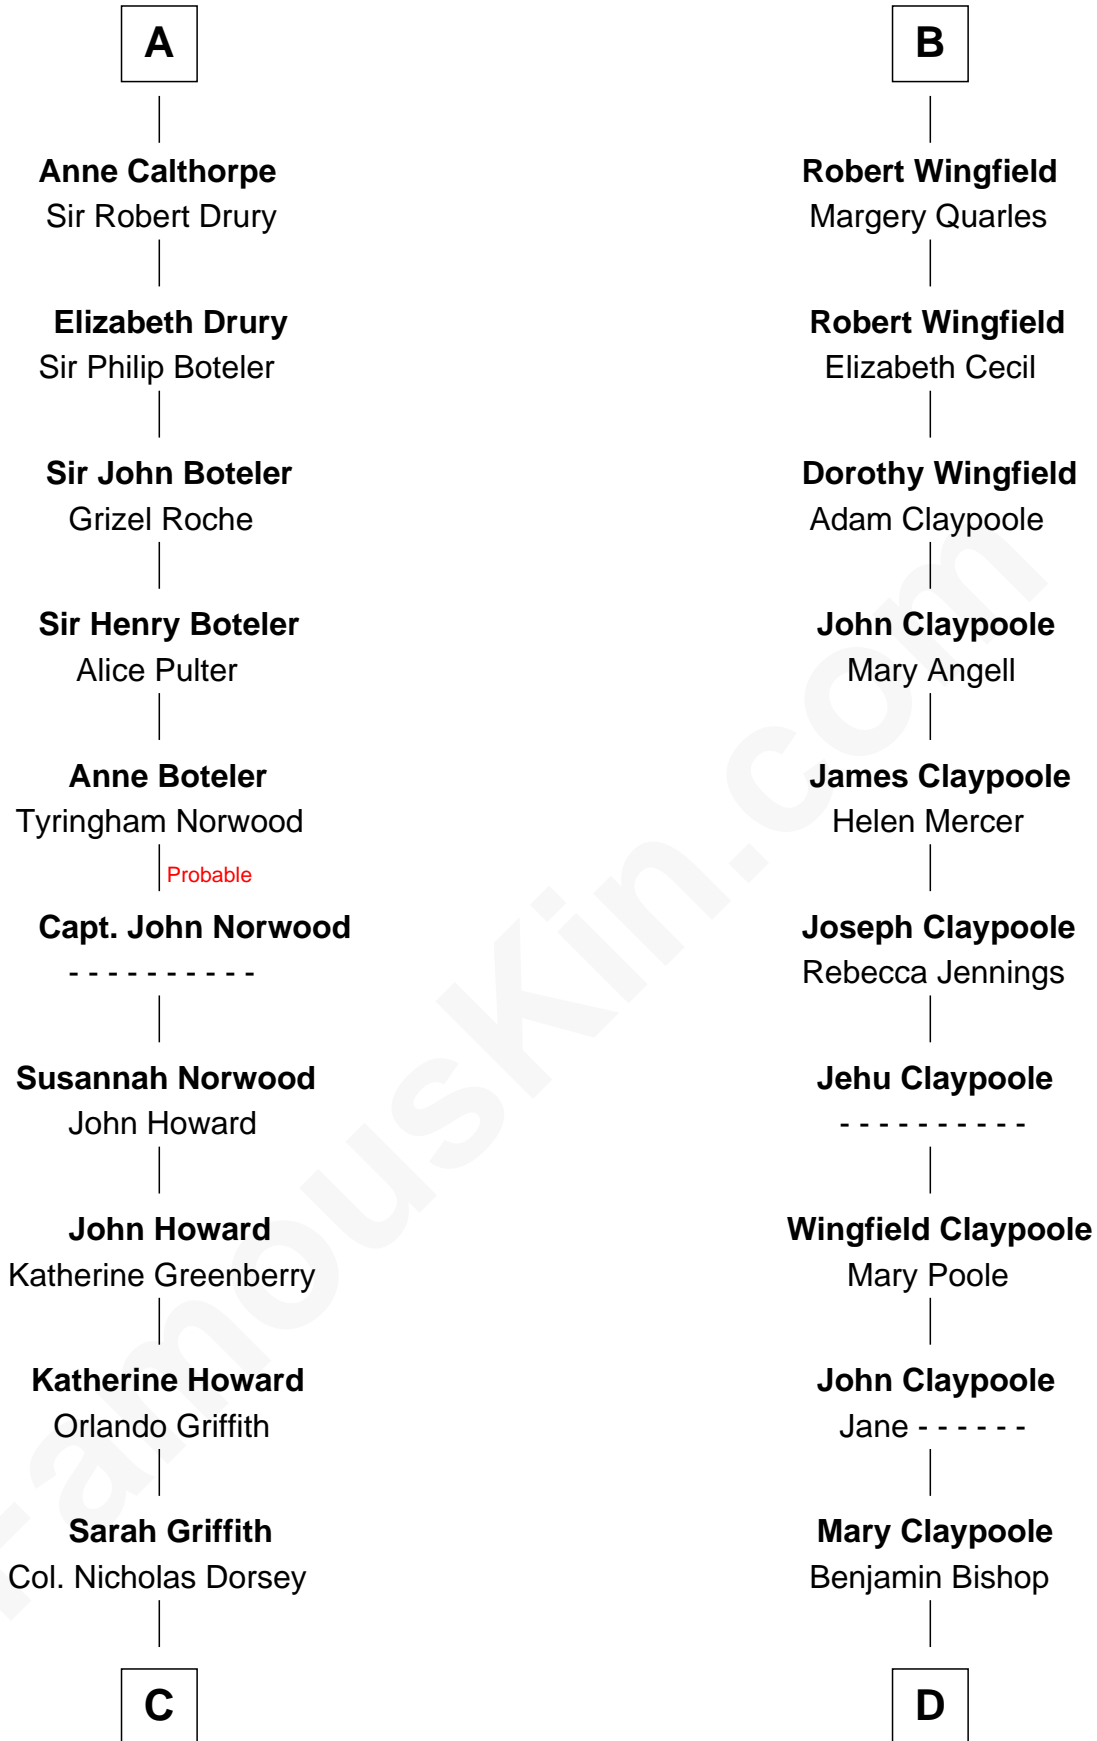 A
Anne Calthorpe
Sir Robert Drury
Elizabeth Drury
Sir Philip Boteler
Sir John Boteler
Grizel Roche
Sir Henry Boteler
Alice Pulter
Anne Boteler
Tyringham Norwood
Probable
Capt. John Norwood
- - - - - - - - - -
Susannah Norwood
John Howard
John Howard
Katherine Greenberry
Katherine Howard
Orlando Griffith
Sarah Griffith
Col. Nicholas Dorsey
C
B
Robert Wingfield
Margery Quarles
Robert Wingfield
Elizabeth Cecil
Dorothy Wingfield
Adam Claypoole
John Claypoole
Mary Angell
James Claypoole
Helen Mercer
Joseph Claypoole
Rebecca Jennings
Jehu Claypoole
- - - - - - - - - -
Wingfield Claypoole
Mary Poole
John Claypoole
Jane - - - - - -
Mary Claypoole
Benjamin Bishop
D
FamousKin.com